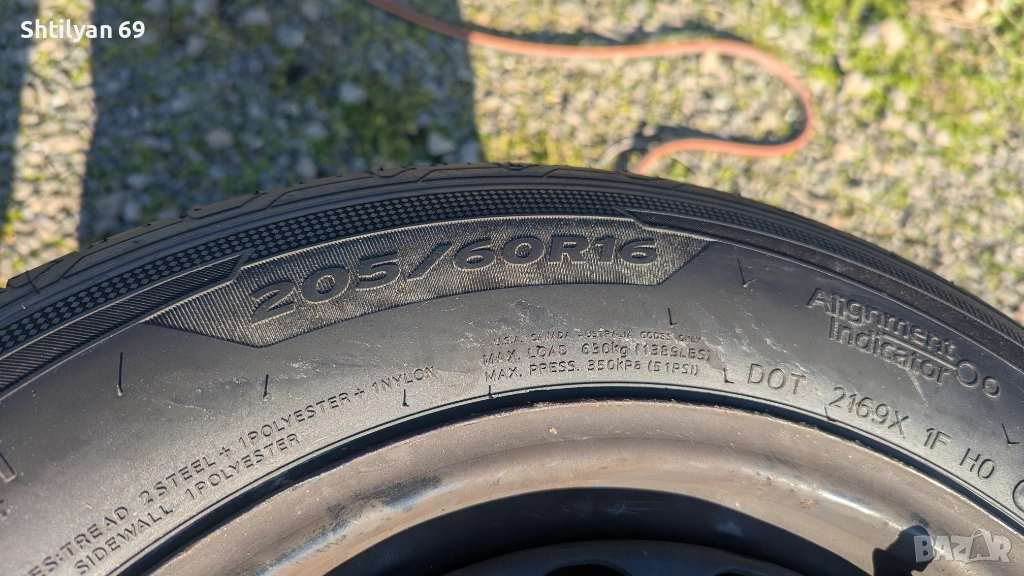 Shtilyan 69
205/60R16
U.S.A. CANADA AUSTRALIA CODES ONLY
MAX. LOAD 630kg (1389LBS)
MAX. PRESS. 350kPa (51PSI)
Alignment
Indicator
DOT 2169X 1F H0
TREAD 2STEEL + 1POLYESTER + 1NYLON
SIDEWALL 1POLYESTER
BAZAR